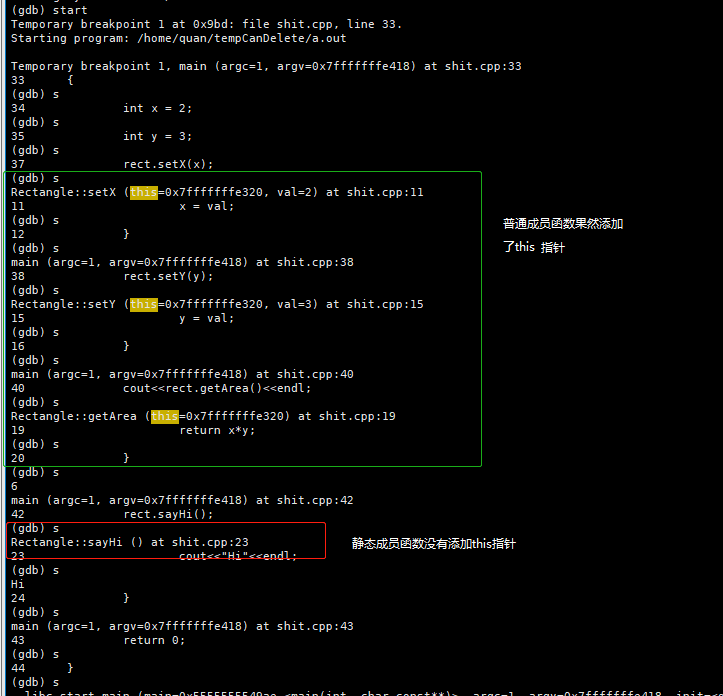 (gdb) start
Temporary breakpoint 1 at 0x9bd: file shit.cpp, line 33.
Starting program: /home/quan/tempCanDelete/a.out
Temporary breakpoint 1, main (argc=1, argv=0x7fffffffe418) at shit.cpp:33
33 {
(gdb) s
34 int x = 2;
(gdb) s
35 int y = 3;
(gdb) s
37 rect.setX(x);
(gdb) s
Rectangle::setX (this=0x7fffffffe320, val=2) at shit.cpp:11
11 x = val;
(gdb) s
12 }
(gdb) s
main (argc=1, argv=0x7fffffffe418) at shit.cpp:38
38 rect.setY(y);
(gdb) s
Rectangle::setY (this=0x7fffffffe320, val=3) at shit.cpp:15
15 y = val;
(gdb) s
16 }
(gdb) s
main (argc=1, argv=0x7fffffffe418) at shit.cpp:40
40 cout<<rect.getArea()<<endl;
(gdb) s
Rectangle::getArea (this=0x7fffffffe320) at shit.cpp:19
19 return x*y;
(gdb) s
20 }
普通成员函数果然添加
了this 指针
(gdb) s
6
main (argc=1, argv=0x7fffffffe418) at shit.cpp:42
42 rect.sayHi();
(gdb) s
Rectangle::sayHi () at shit.cpp:23
23 cout<<"Hi"<<endl;
静态成员函数没有添加this指针
(gdb) s
Hi
24 }
(gdb) s
main (argc=1, argv=0x7fffffffe418) at shit.cpp:43
43 return 0;
(gdb) s
44 }
(gdb) s